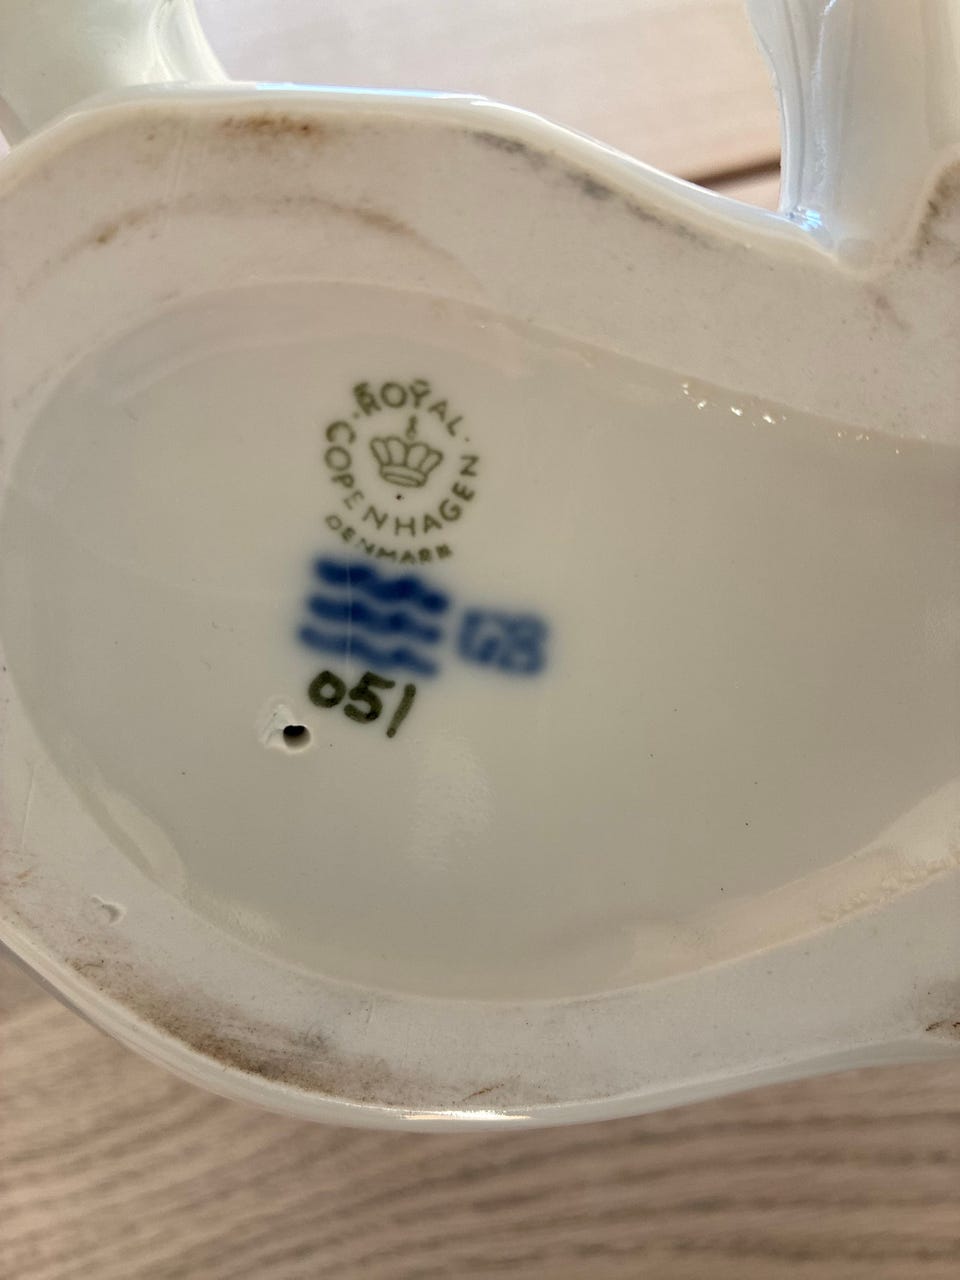 ROYAL
COPENHAGEN
DENMARK
051